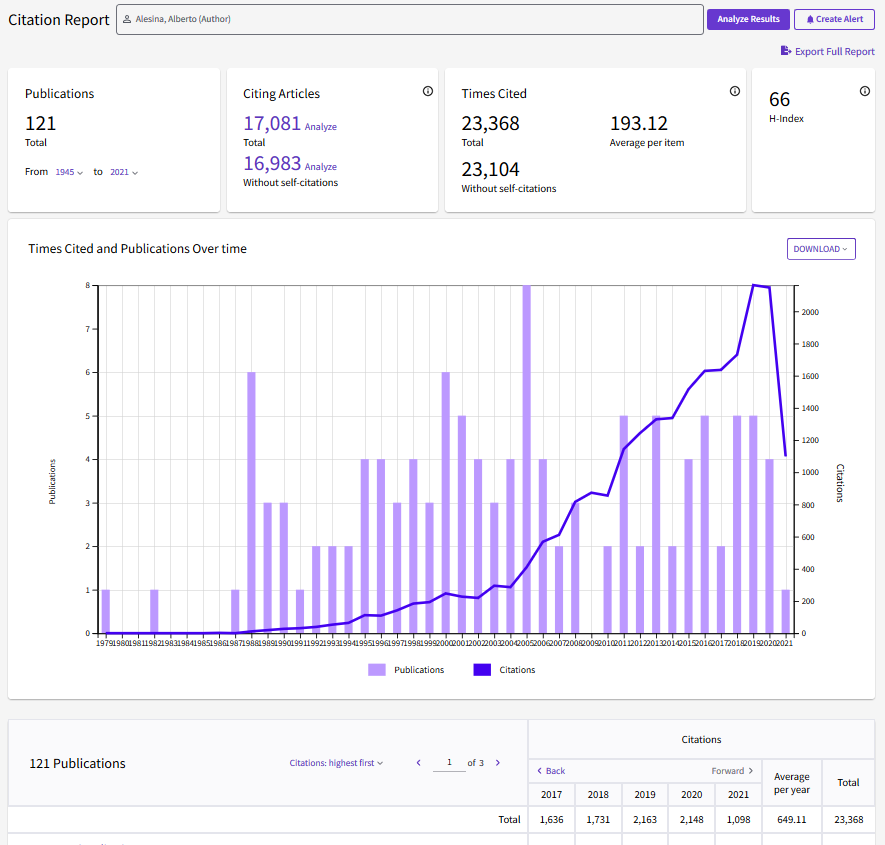 Citation Report
Alesina, Alberto (Author)
Analyze Results
Create Alert
Export Full Report
Publications
121
Total
From 1945 to 2021
Citing Articles
17,081 Analyze
Total
16,983 Analyze
Without self-citations
Times Cited
23,368
Total
193.12
Average per item
23,104
Without self-citations
66
H-Index
Times Cited and Publications Over time
DOWNLOAD
8
7
6
5
4
3
2
1
0
Publications
2000
1800
1600
1400
1200
1000
800
600
400
200
0
Citations
1979 1980 1981 1982 1983 1984 1985 1986 1987 1988 1989 1990 1991 1992 1993 1994 1995 1996 1997 1998 1999 2000 2001 2002 2003 2004 2005 2006 2007 2008 2009 2010 2011 2012 2013 2014 2015 2016 2017 2018 2019 2020 2021
Publications Citations
121 Publications
Citations: highest first
1 of 3
Citations
Back Forward
2017 2018 2019 2020 2021
Average per year
Total
Total 1,636 1,731 2,163 2,148 1,098 649.11 23,368